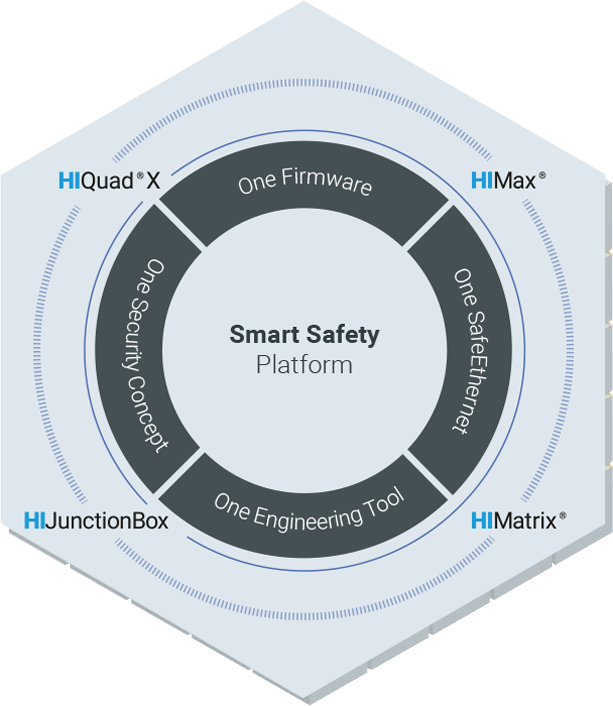 HIQuad®X
HIMax®
One Firmware
One Security Concept
One SafeEthernet
Smart Safety
Platform
One Engineering Tool
HIJunctionBox
HIMatrix®